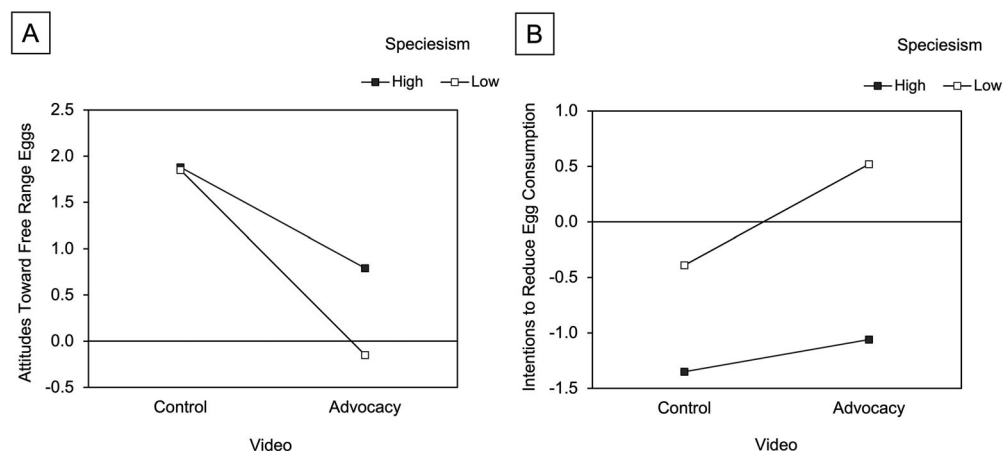 A
Speciesism
High Low
Attitudes Toward Free Range Eggs
2.5
2.0
1.5
1.0
0.5
0.0
-0.5
Control Advocacy
Video
B
Speciesism
High Low
Intentions to Reduce Egg Consumption
1.0
0.5
0.0
-0.5
-1.0
-1.5
Control Advocacy
Video